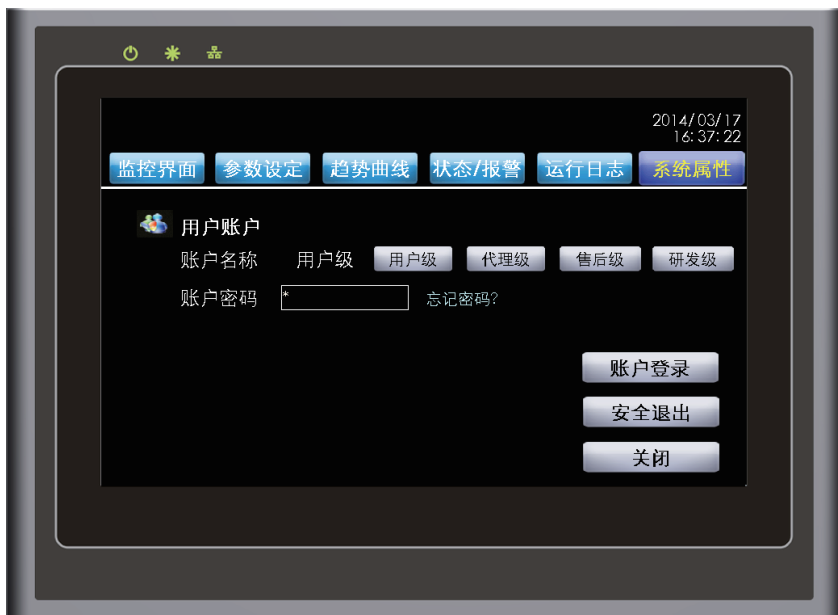 2014/03/17
16:37:22
监控界面 参数设定 趋势曲线 状态/报警 运行日志 系统属性
用户账户
账户名称 用户级 用户级 代理级 售后级 研发级
账户密码 * 忘记密码?
账户登录
安全退出
关闭